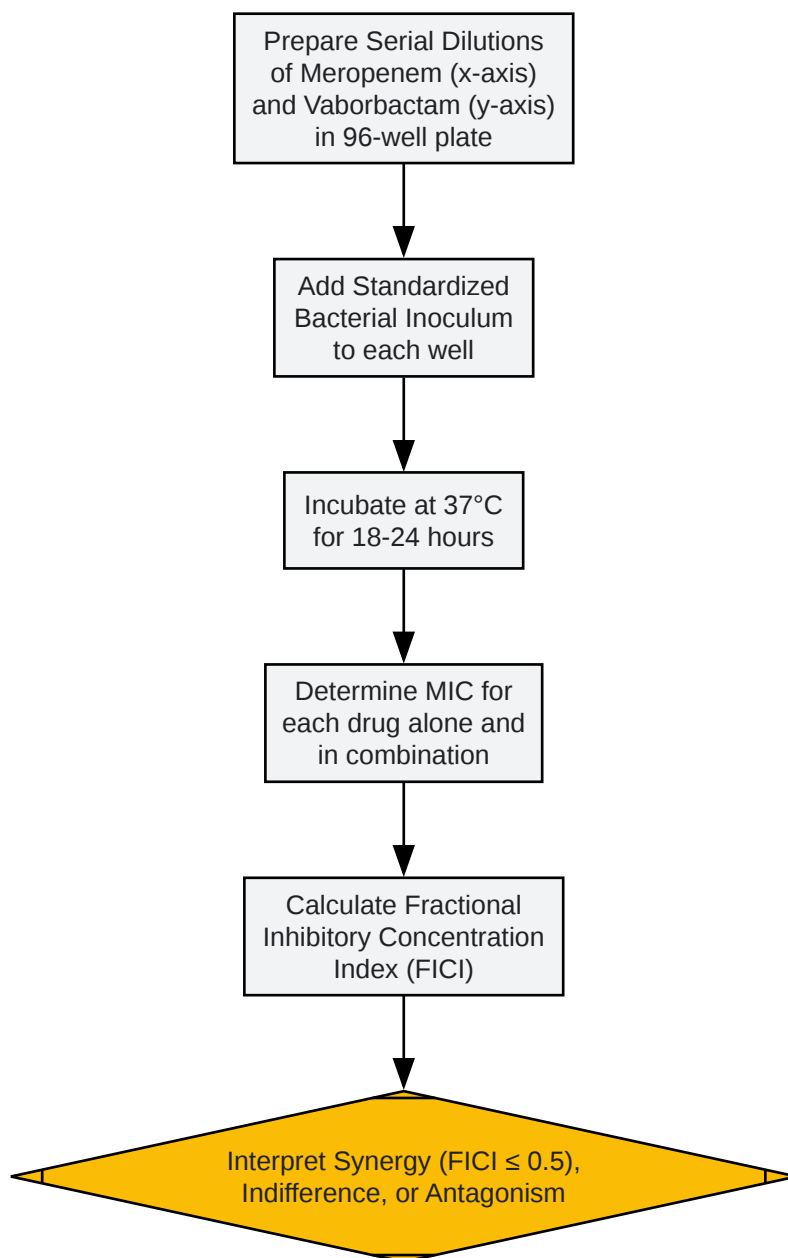 Prepare Serial Dilutions
of Meropenem (x-axis)
and Vaborbactam (y-axis)
in 96-well plate
Add Standardized
Bacterial Inoculum
to each well
Incubate at 37°C
for 18-24 hours
Determine MIC for
each drug alone and
in combination
Calculate Fractional
Inhibitory Concentration
Index (FICI)
Interpret Synergy (FICI ≤ 0.5),
Indifference, or Antagonism